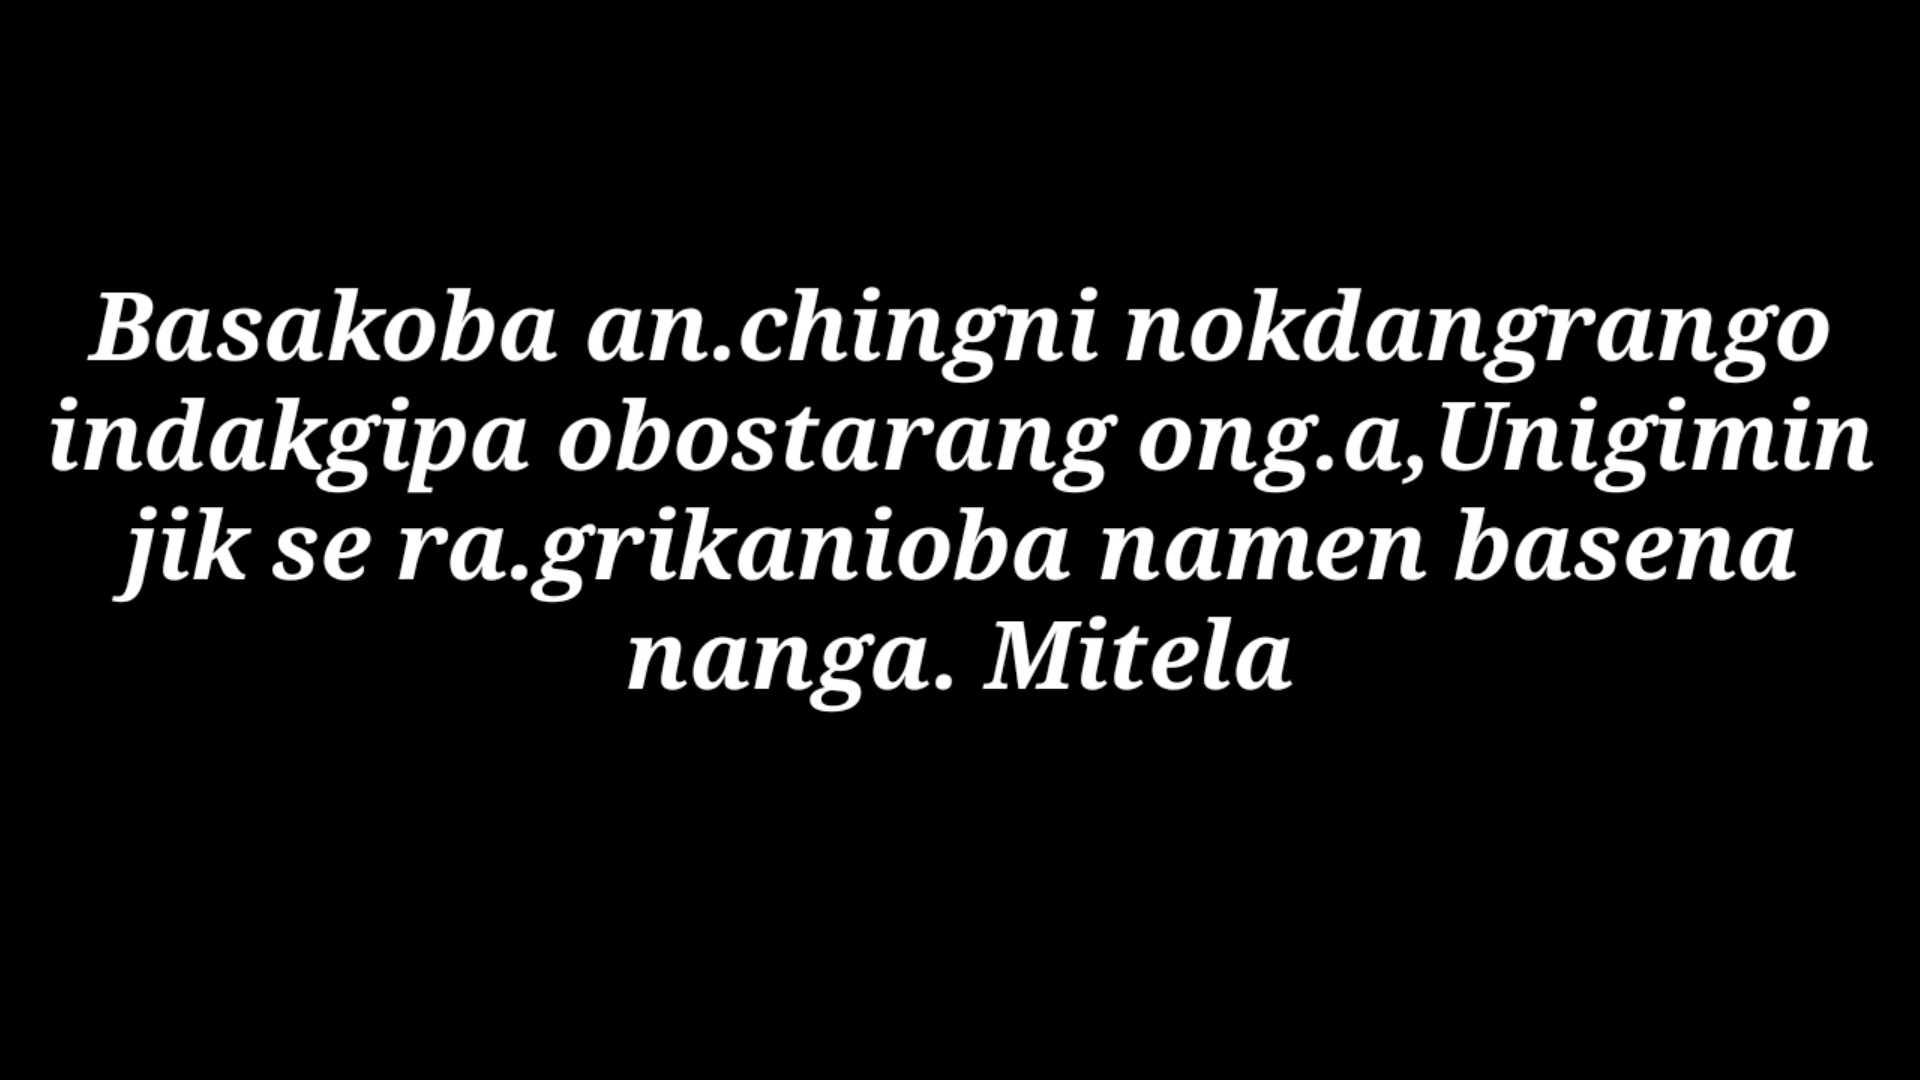 Basakoba an.chingni nokdangrango
indakgipa obostarang ong.a,Unigimin
jik se ra.grikanioba namen basena
nanga. Mitela